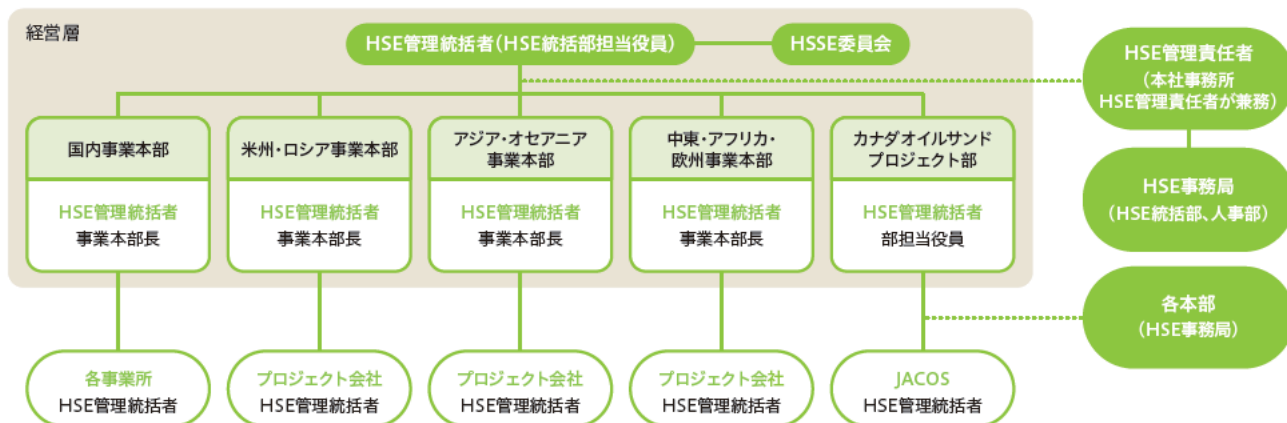 経営層
HSE管理統括者(HSE統括部担当役員)
HSSE委員会
HSE管理責任者
(本社事務所
HSE管理責任者が兼務)
HSE事務局
(HSE統括部、人事部)
各本部
(HSE事務局)
国内事業本部
HSE管理統括者
事業本部長
米州・ロシア事業本部
HSE管理統括者
事業本部長
アジア・オセアニア
事業本部
HSE管理統括者
事業本部長
中東・アフリカ・
欧州事業本部
HSE管理統括者
事業本部長
カナダオイルサンド
プロジェクト部
HSE管理統括者
部担当役員
各事業所
HSE管理統括者
プロジェクト会社
HSE管理統括者
プロジェクト会社
HSE管理統括者
プロジェクト会社
HSE管理統括者
JACOS
HSE管理統括者